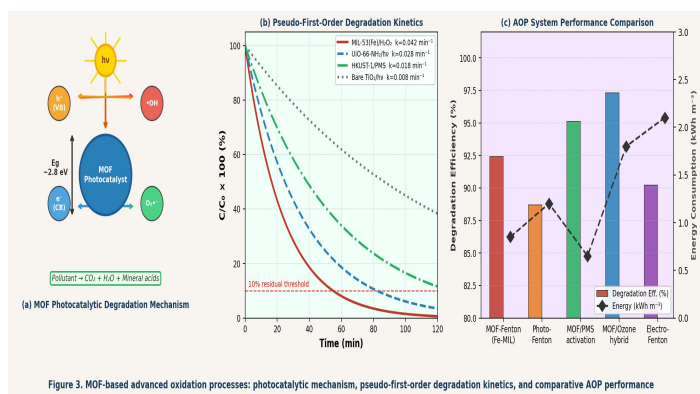 hν
h⁺
(VB)
•OH
Eg
~2.8 eV
MOF
Photocatalyst
e⁻
(CB)
O₂•⁻
Pollutant → CO₂ + H₂O + Mineral acids
(a) MOF Photocatalytic Degradation Mechanism
(b) Pseudo-First-Order Degradation Kinetics
C/C₀ × 100 (%)
100
80
60
40
20
0
MIL-53(Fe)/H₂O₂ k=0.042 min⁻¹
UiO-66-NH₂/hν k=0.028 min⁻¹
HKUST-1/PMS k=0.018 min⁻¹
Bare TiO₂/hν k=0.008 min⁻¹
10% residual threshold
0 20 40 60 80 100 120
Time (min)
(c) AOP System Performance Comparison
Degradation Efficiency (%)
100.0
97.5
95.0
92.5
90.0
87.5
85.0
82.5
80.0
Degradation Eff. (%)
Energy (kWh m⁻³)
MOF-Fenton
(Fe-MIL)
Photo-
Fenton
MOF/PMS
activation
MOF/Ozone
hybrid
Electro-
Fenton
3.0
2.5
2.0
1.5
1.0
0.5
0.0
Energy Consumption (kWh m⁻³)
Figure 3. MOF-based advanced oxidation processes: photocatalytic mechanism, pseudo-first-order degradation kinetics, and comparative AOP performance